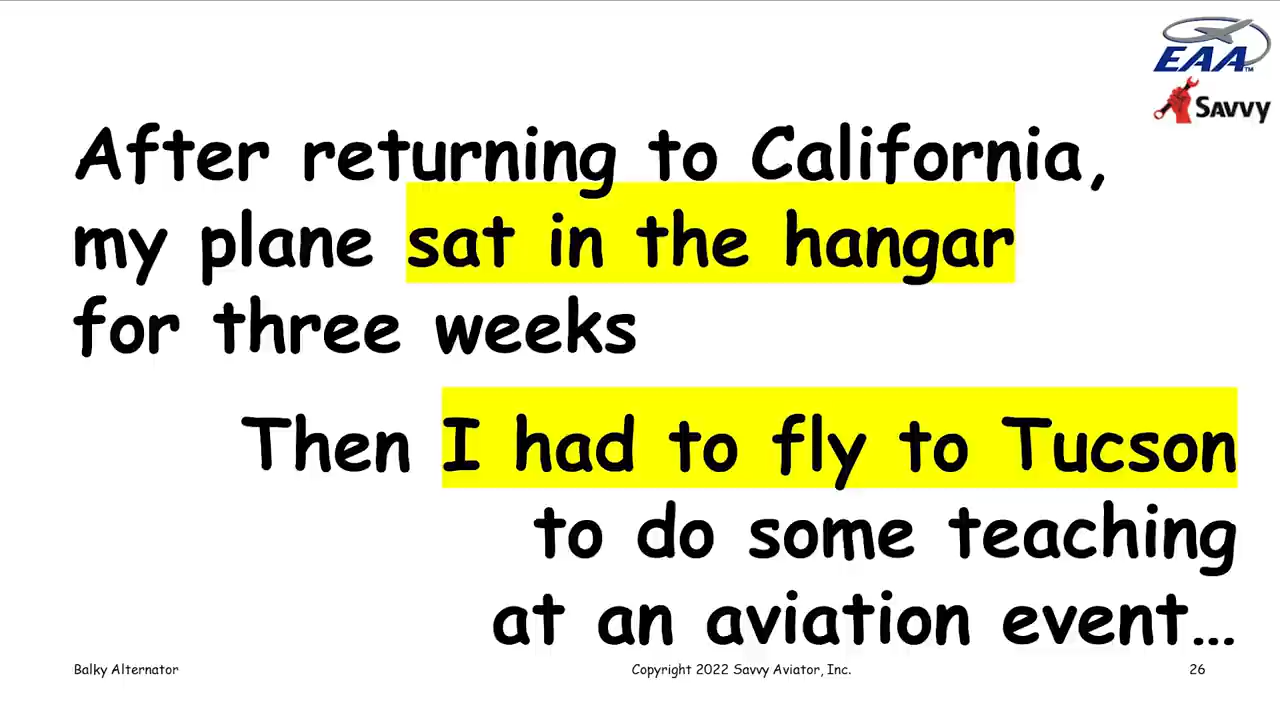 EAA™
SAVVY
After returning to California,
my plane sat in the hangar
for three weeks
Then I had to fly to Tucson
to do some teaching
at an aviation event...
Balky Alternator
Copyright 2022 Savvy Aviator, Inc.
26